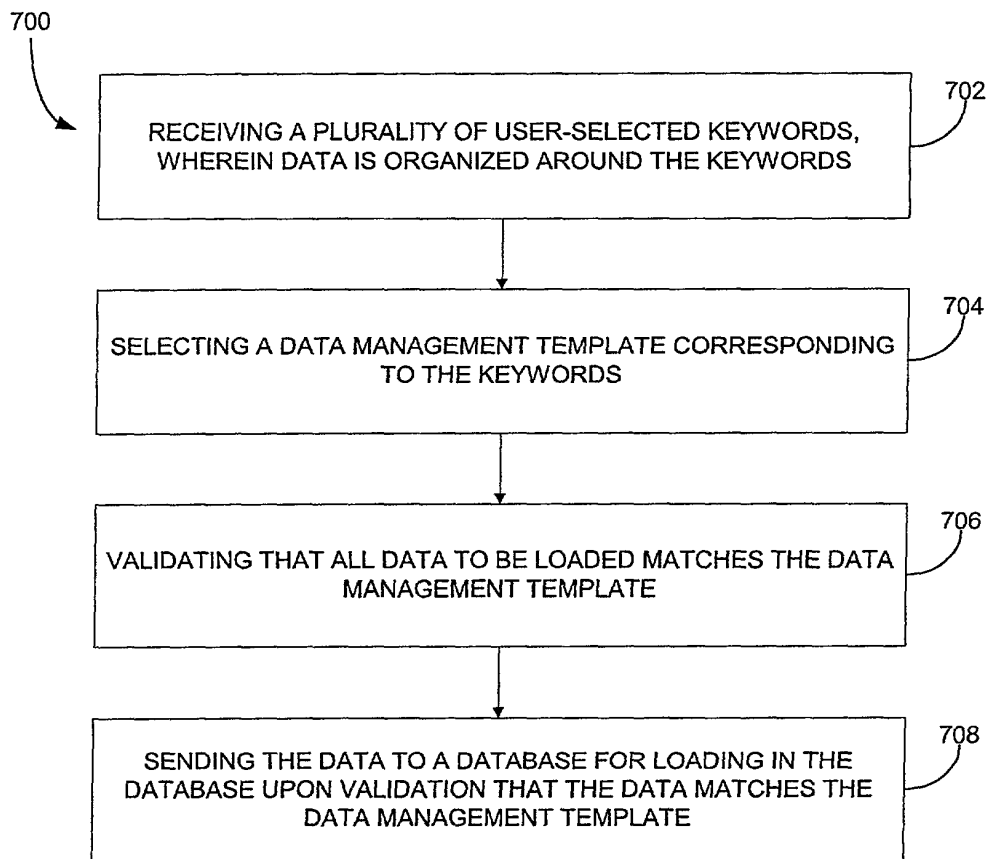 700
702
RECEIVING A PLURALITY OF USER-SELECTED KEYWORDS,
WHEREIN DATA IS ORGANIZED AROUND THE KEYWORDS
704
SELECTING A DATA MANAGEMENT TEMPLATE CORRESPONDING
TO THE KEYWORDS
706
VALIDATING THAT ALL DATA TO BE LOADED MATCHES THE DATA
MANAGEMENT TEMPLATE
708
SENDING THE DATA TO A DATABASE FOR LOADING IN THE
DATABASE UPON VALIDATION THAT THE DATA MATCHES THE
DATA MANAGEMENT TEMPLATE